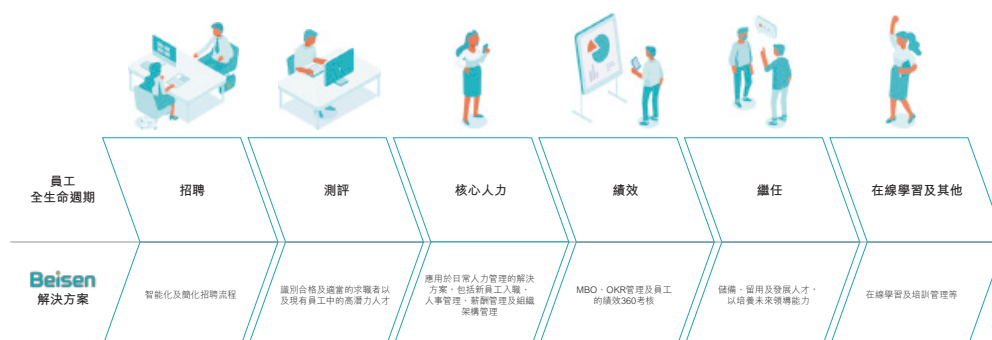 員工
全生命週期
招聘
測評
核心人力
績效
繼任
在線學習及其他
Beisen
解決方案
智能化及簡化招聘流程
識別合格及適當的求職者以
及現有員工中的高潛力人才
應用於日常人力管理的解決
方案，包括新員工入職、
人事管理、薪酬管理及組織
架構管理
MBO、OKR管理及員工
的績效360考核
儲備、留用及發展人才，
以培養未來領導能力
在線學習及培訓管理等